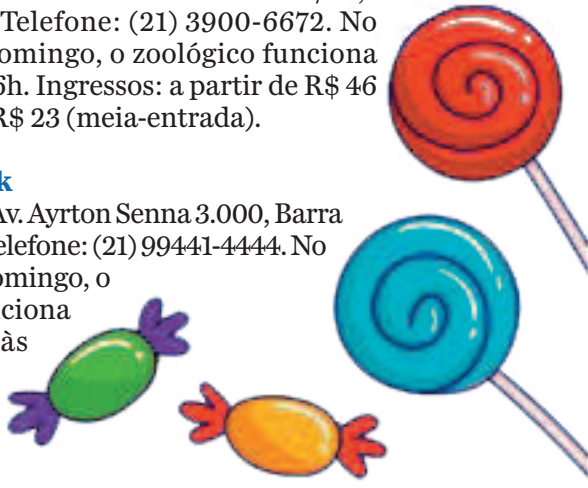 Telefone: (21) 3900-6672. No
omingo, o zoológico funciona
6h. Ingressos: a partir de R$ 46
R$ 23 (meia-entrada).
k
Av. Ayrton Senna 3.000, Barra
elefone: (21) 99441-4444. No
omingo, o
ciona
às